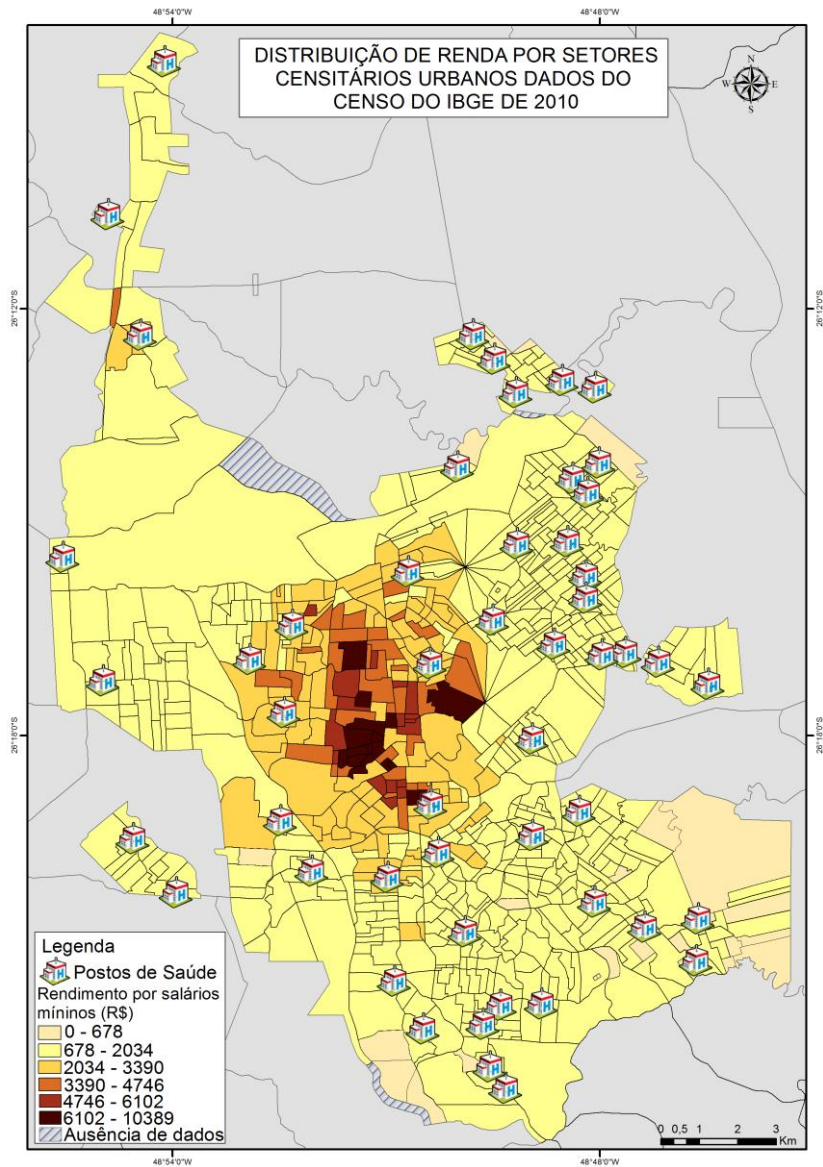 48°54'0"W
48°48'0"W
DISTRIBUIÇÃO DE RENDA POR SETORES
CENSITÁRIOS URBANOS DADOS DO
CENSO DO IBGE DE 2010
N
W
E
S
26°12'0"S
26°12'0"S
26°18'0"S
26°18'0"S
Legenda
H Postos de Saúde
Rendimento por salários
míninos (R$)
0 - 678
678 - 2034
2034 - 3390
3390 - 4746
4746 - 6102
6102 - 10389
Ausência de dados
0 0,5 1 2 3
Km
48°54'0"W
48°48'0"W